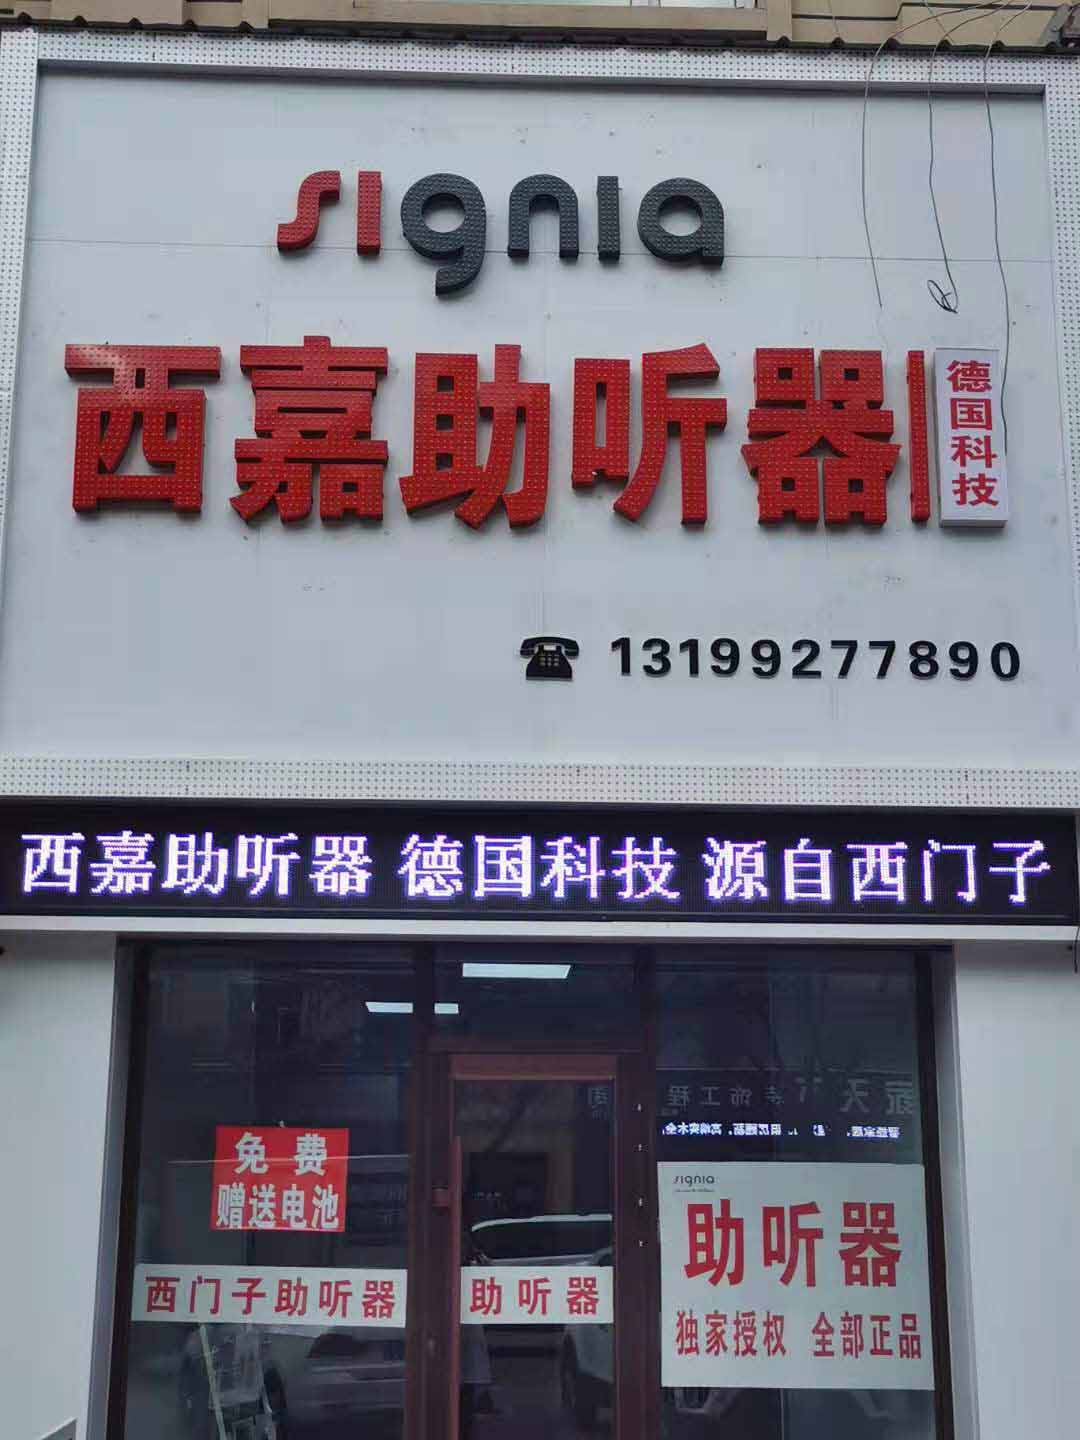 signia
西嘉助听器
德国科技
13199277890
西嘉助听器 德国科技 源自西门子
免费
赠送电池
西门子助听器
助听器
signia
助听器
独家授权 全部正品